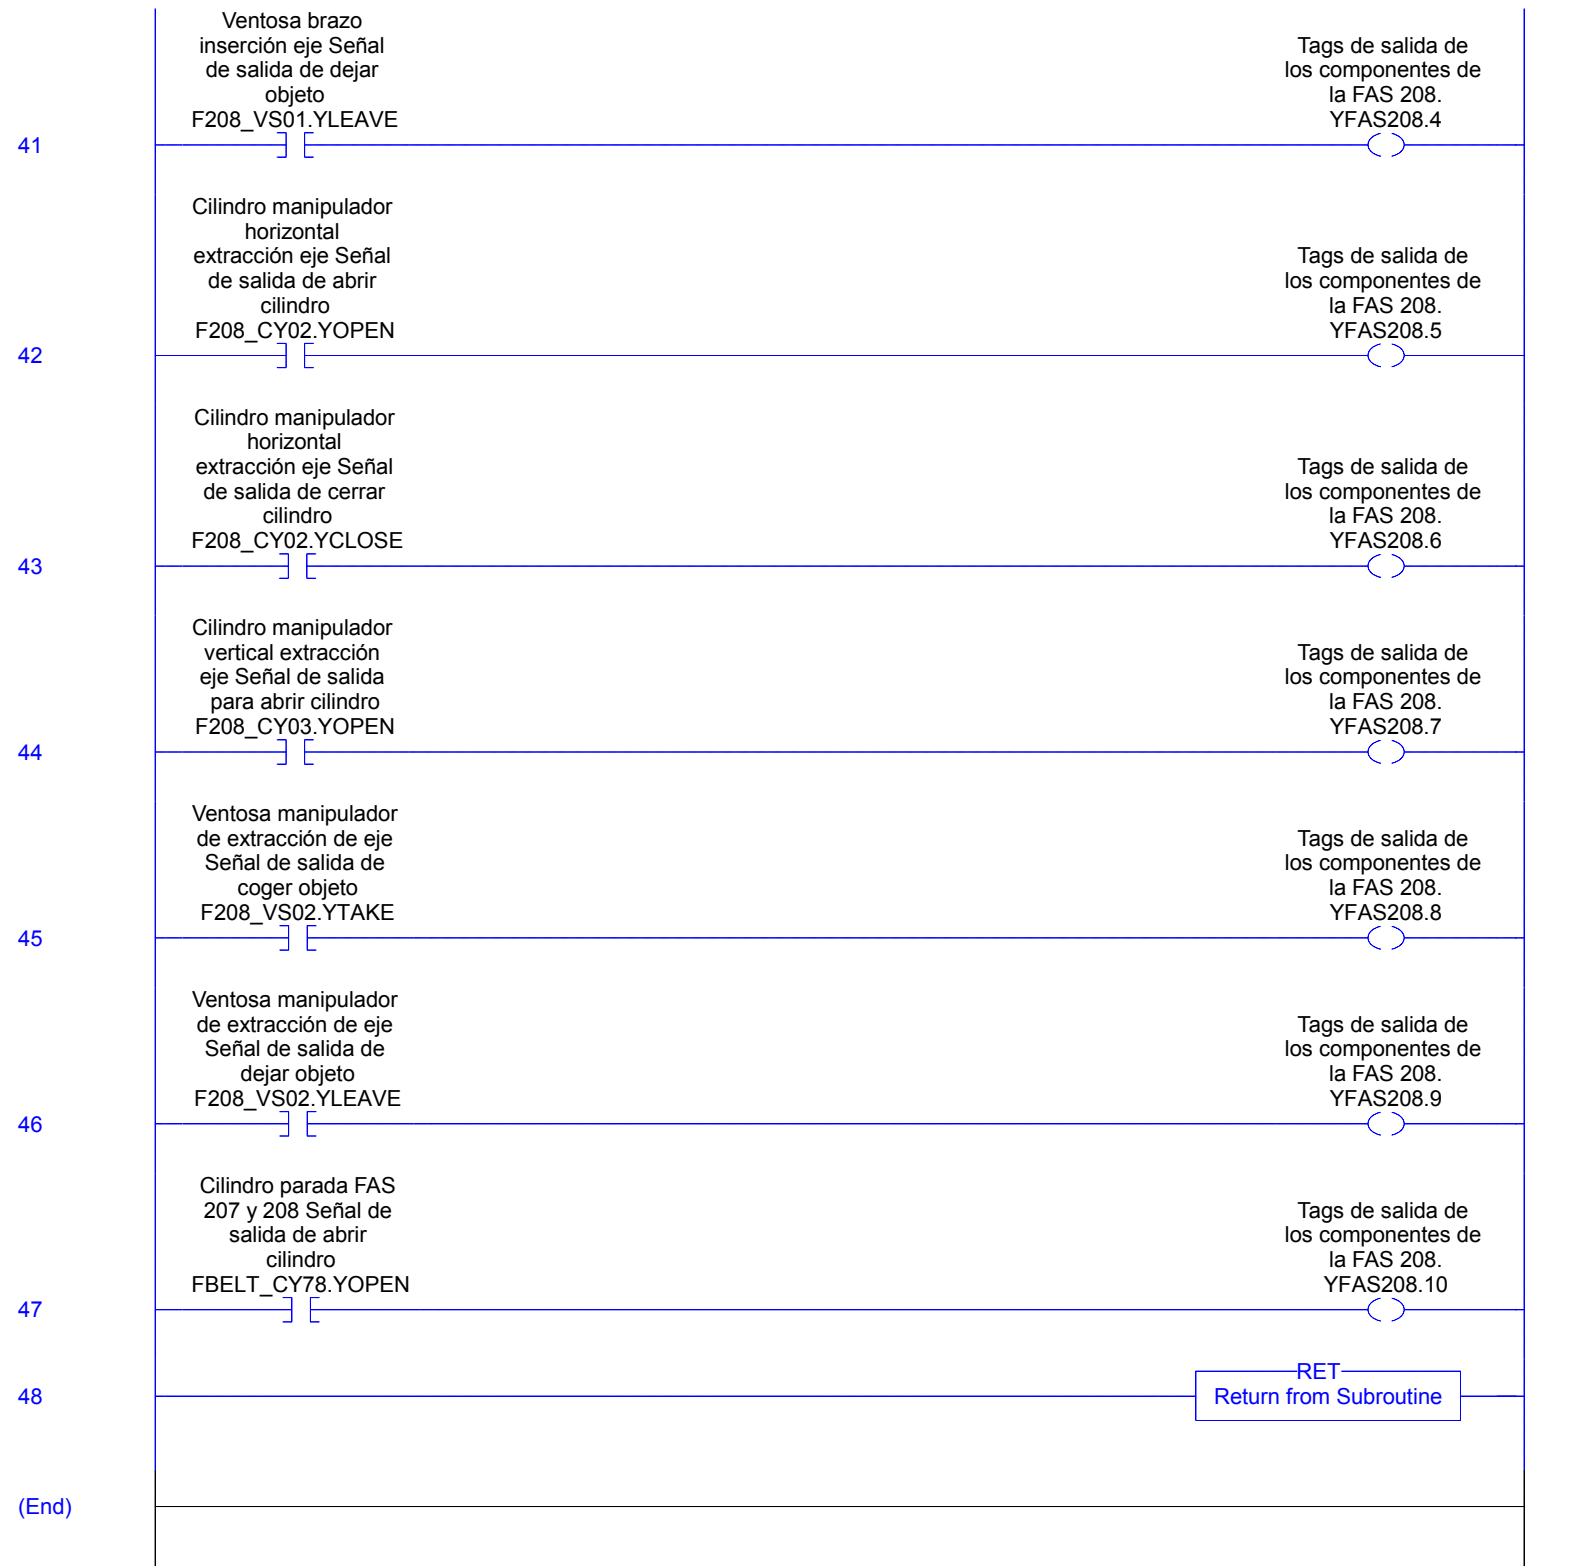 Ventosa brazo
inserción eje Señal
de salida de dejar
objeto
F208_VS01.YLEAVE
Tags de salida de
los componentes de
la FAS 208.
YFAS208.4
41
Cilindro manipulador
horizontal
extracción eje Señal
de salida de abrir
cilindro
F208_CY02.YOPEN
Tags de salida de
los componentes de
la FAS 208.
YFAS208.5
42
Cilindro manipulador
horizontal
extracción eje Señal
de salida de cerrar
cilindro
F208_CY02.YCLOSE
Tags de salida de
los componentes de
la FAS 208.
YFAS208.6
43
Cilindro manipulador
vertical extracción
eje Señal de salida
para abrir cilindro
F208_CY03.YOPEN
Tags de salida de
los componentes de
la FAS 208.
YFAS208.7
44
Ventosa manipulador
de extracción de eje
Señal de salida de
coger objeto
F208_VS02.YTAKE
Tags de salida de
los componentes de
la FAS 208.
YFAS208.8
45
Ventosa manipulador
de extracción de eje
Señal de salida de
dejar objeto
F208_VS02.YLEAVE
Tags de salida de
los componentes de
la FAS 208.
YFAS208.9
46
Cilindro parada FAS
207 y 208 Señal de
salida de abrir
cilindro
FBELT_CY78.YOPEN
Tags de salida de
los componentes de
la FAS 208.
YFAS208.10
47
RET
Return from Subroutine
48
(End)